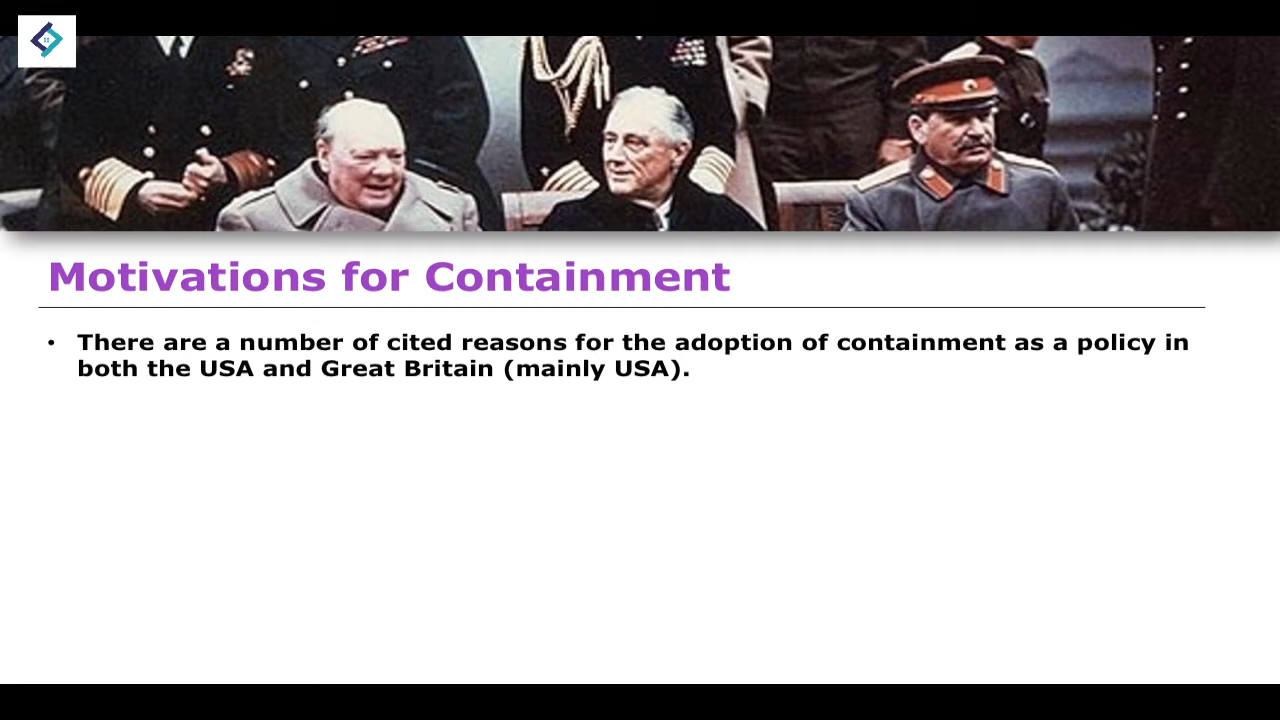 Motivations for Containment
• There are a number of cited reasons for the adoption of containment as a policy in
both the USA and Great Britain (mainly USA).